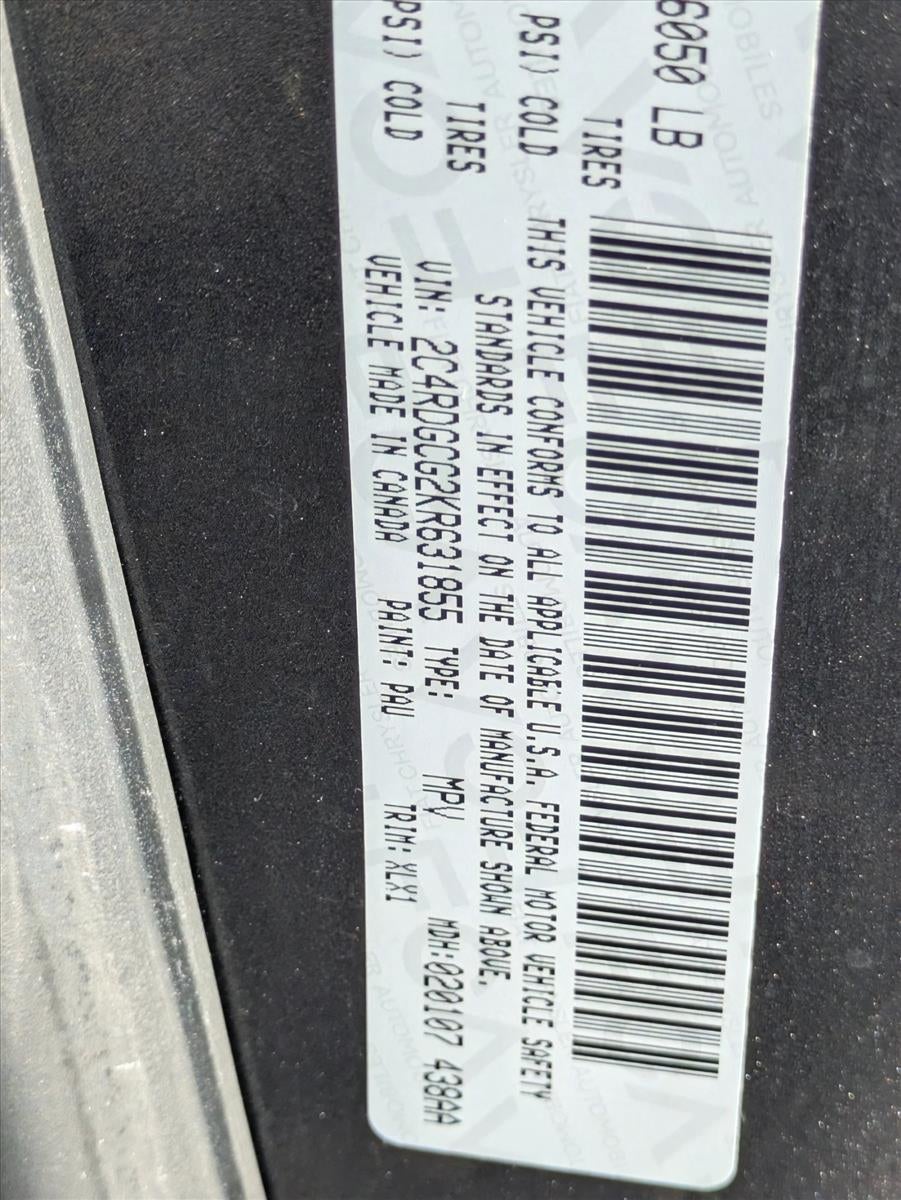 6050 LB
TIRES
PSI) COLD
TIRES
PSI) COLD
THIS VEHICLE CONFORMS TO ALL APPLICABLE U.S.A. FEDERAL MOTOR VEHICLE SAFETY
STANDARDS IN EFFECT ON THE DATE OF MANUFACTURE SHOWN ABOVE.
VIN: 2C4RDGCG2KR631855 TYPE: MPV MDH:020107 438AA
VEHICLE MADE IN CANADA PAINT: PAU TRIM: XLX1